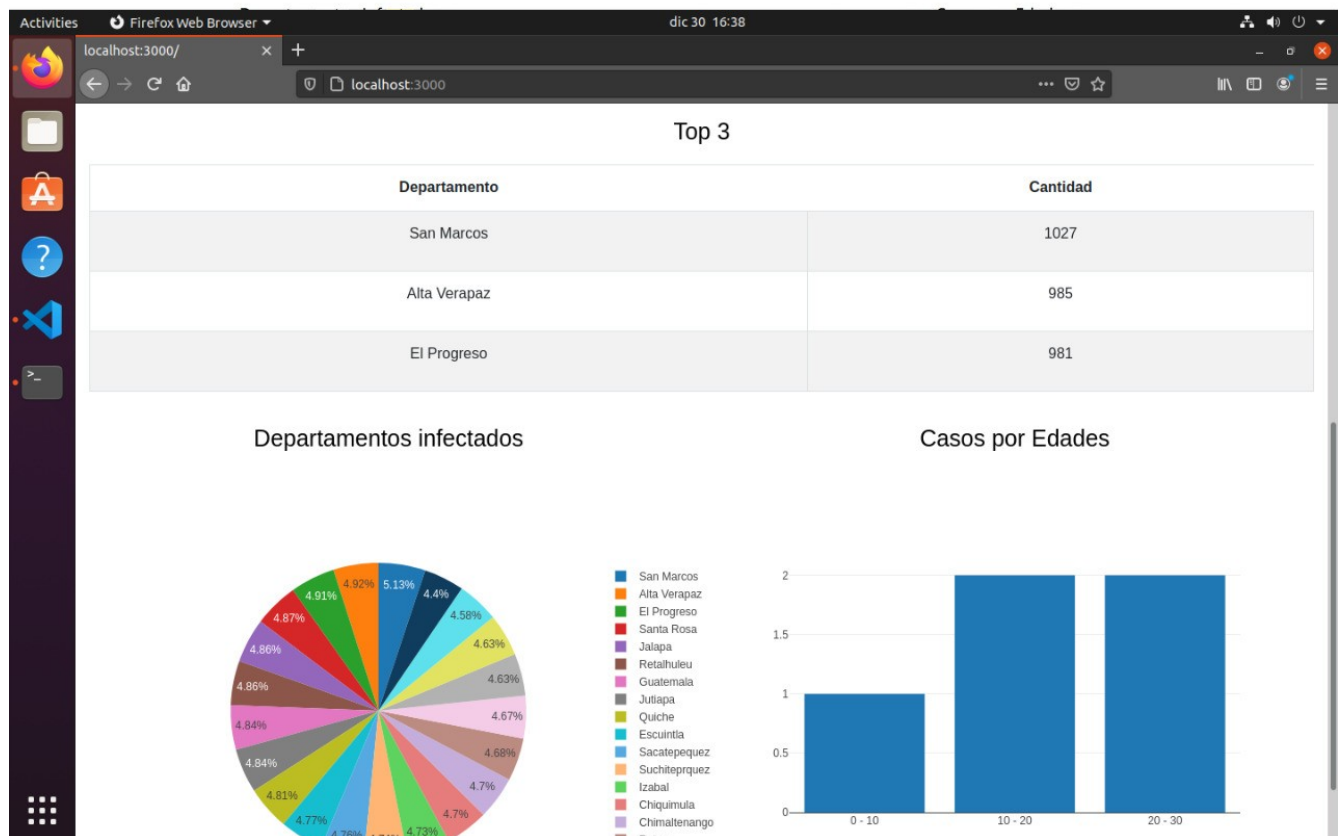 Activities Firefox Web Browser dic 30 16:38
localhost:3000/
localhost:3000
Top 3
Departamento Cantidad
San Marcos 1027
Alta Verapaz 985
El Progreso 981
Departamentos infectados Casos por Edades
4.92% 5.13%
4.91% 4.4%
4.87% 4.58%
4.86% 4.63%
4.86% 4.63%
4.84% 4.67%
4.84% 4.68%
4.81% 4.7%
4.77% 4.7%
4.76% 4.73%
San Marcos
Alta Verapaz
El Progreso
Santa Rosa
Jalapa
Retalhuleu
Guatemala
Jutiapa
Quiche
Escuintla
Sacatepequez
Suchiteprquez
Izabal
Chiquimula
Chimaltenango
2
1.5
1
0.5
0
0 - 10 10 - 20 20 - 30